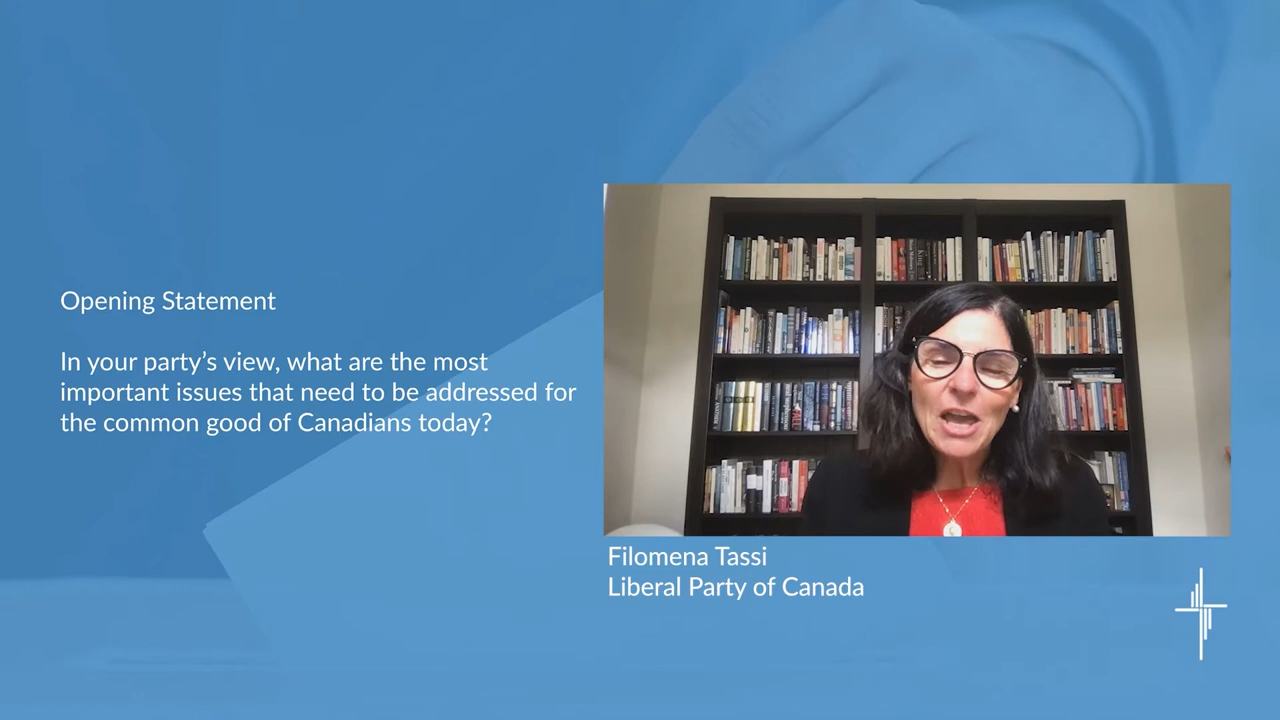 Opening Statement
In your party’s view, what are the most
important issues that need to be addressed for
the common good of Canadians today?
Filomena Tassi
Liberal Party of Canada